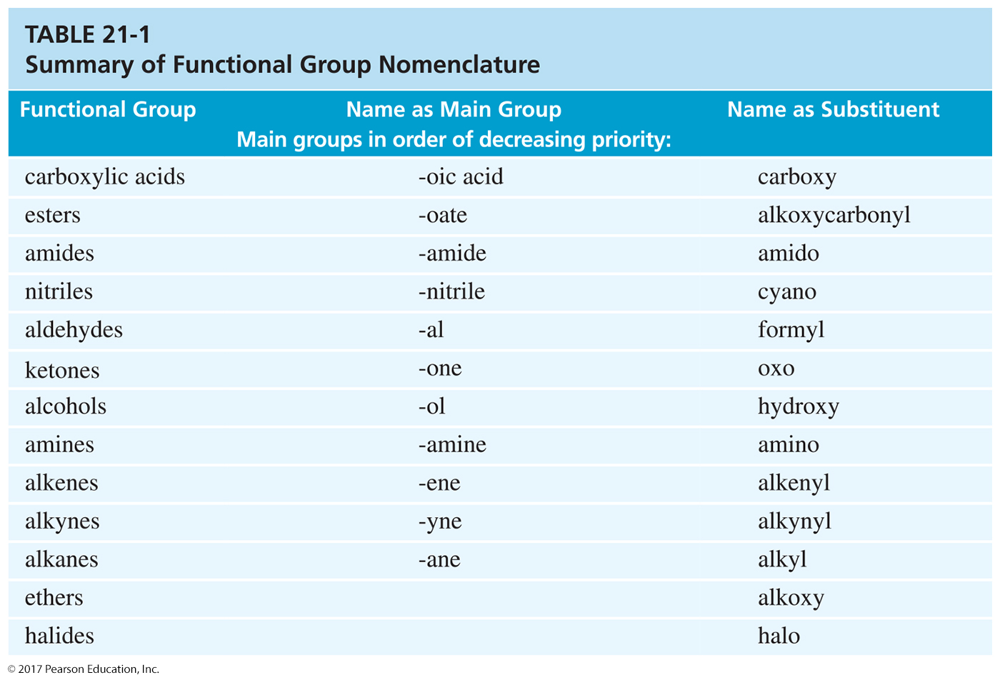 TABLE 21-1
Summary of Functional Group Nomenclature
Functional Group Name as Main Group Name as Substituent
Main groups in order of decreasing priority:
carboxylic acids -oic acid carboxy
esters -oate alkoxycarbonyl
amides -amide amido
nitriles -nitrile cyano
aldehydes -al formyl
ketones -one oxo
alcohols -ol hydroxy
amines -amine amino
alkenes -ene alkenyl
alkynes -yne alkynyl
alkanes -ane alkyl
ethers alkoxy
halides halo
© 2017 Pearson Education, Inc.